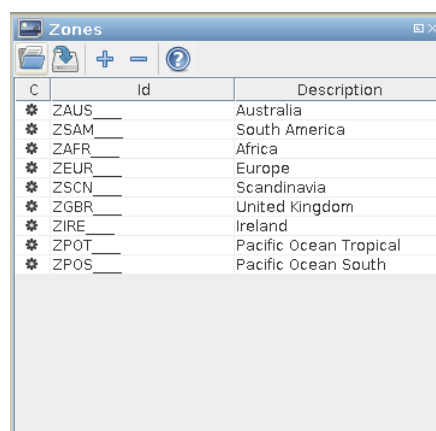 Zones
C Id Description
ZAUS___ Australia
ZSAM___ South America
ZAFR___ Africa
ZEUR___ Europe
ZSCN___ Scandinavia
ZGBR___ United Kingdom
ZIRE___ Ireland
ZPOT___ Pacific Ocean Tropical
ZPOS___ Pacific Ocean South